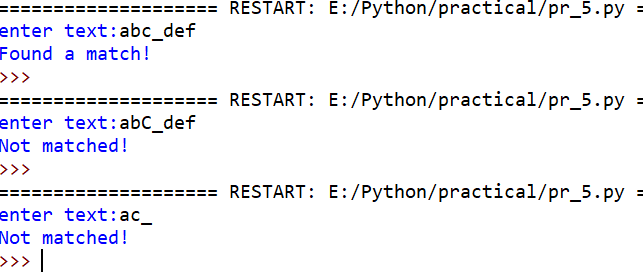 ==================== RESTART: E:/Python/practical/pr_5.py =
enter text:abc_def
Found a match!
>>>
==================== RESTART: E:/Python/practical/pr_5.py =
enter text:abC_def
Not matched!
>>>
==================== RESTART: E:/Python/practical/pr_5.py =
enter text:ac_
Not matched!
>>>